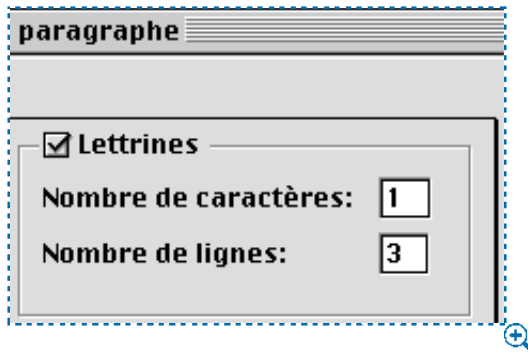 paragraphe
Lettrines
Nombre de caractères: 1
Nombre de lignes: 3